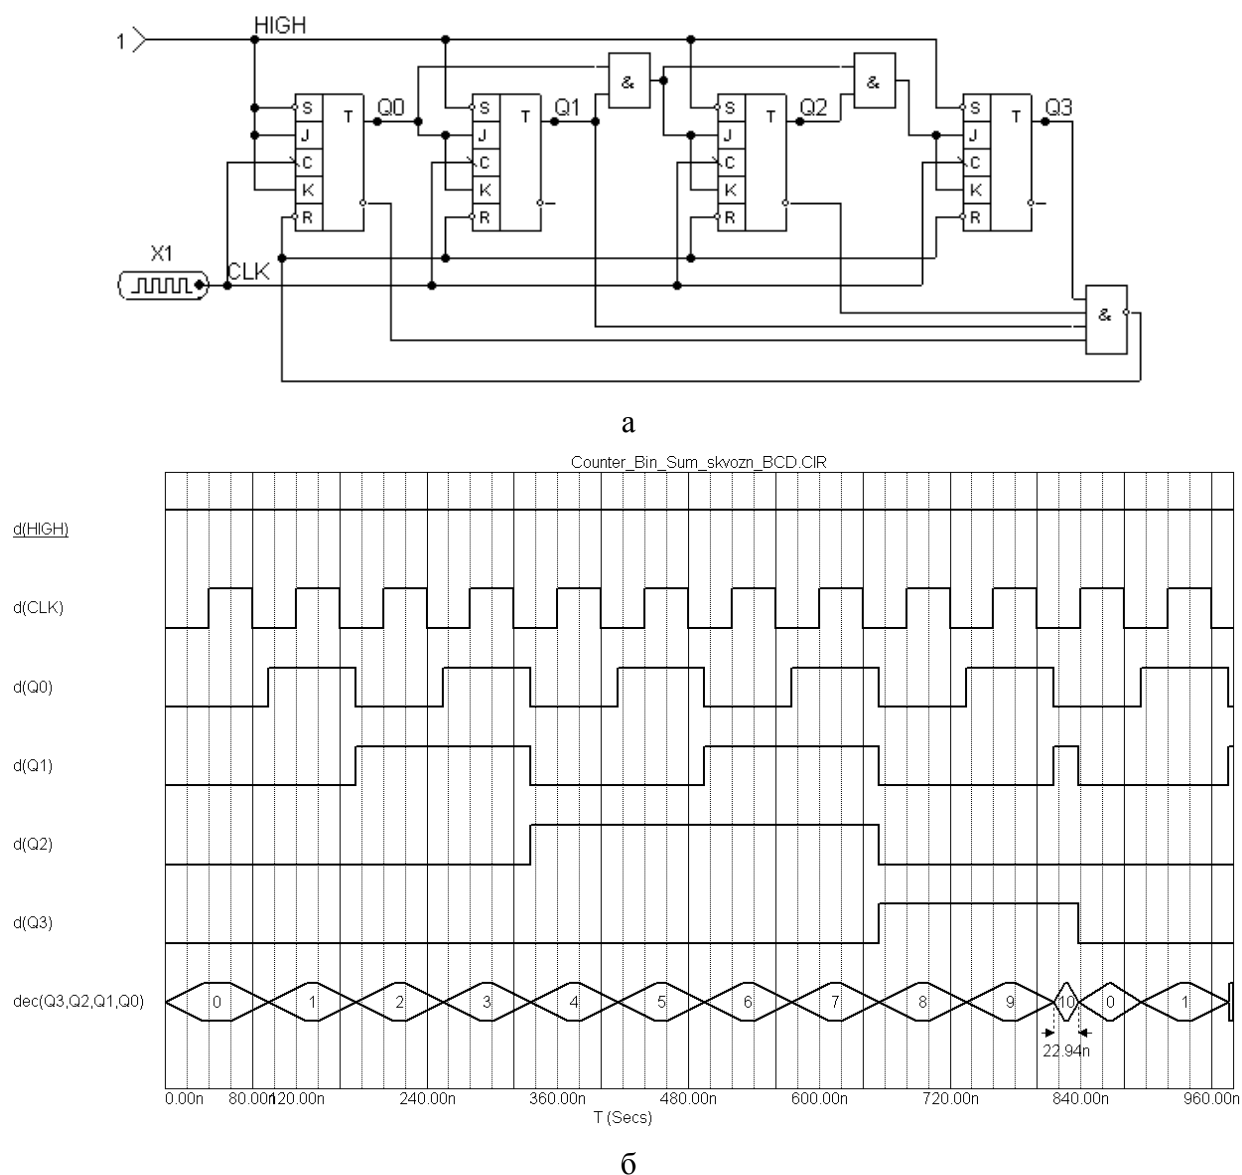 HIGH
1
&
&
S
T
Q0
S
T
Q1
S
T
Q2
S
T
Q3
J
J
J
J
C
C
C
C
K
K
K
K
R
R
R
R
X1
CLK
&
а
Counter_Bin_Sum_skvozn_BCD.CIR
d(HIGH)
d(CLK)
d(Q0)
d(Q1)
d(Q2)
d(Q3)
dec(Q3,Q2,Q1,Q0) 0 1 2 3 4 5 6 7 8 9 10 0 1
22.94n
0.00n 80.00n 120.00n 240.00n 360.00n 480.00n 600.00n 720.00n 840.00n 960.00n
T (Secs)
б